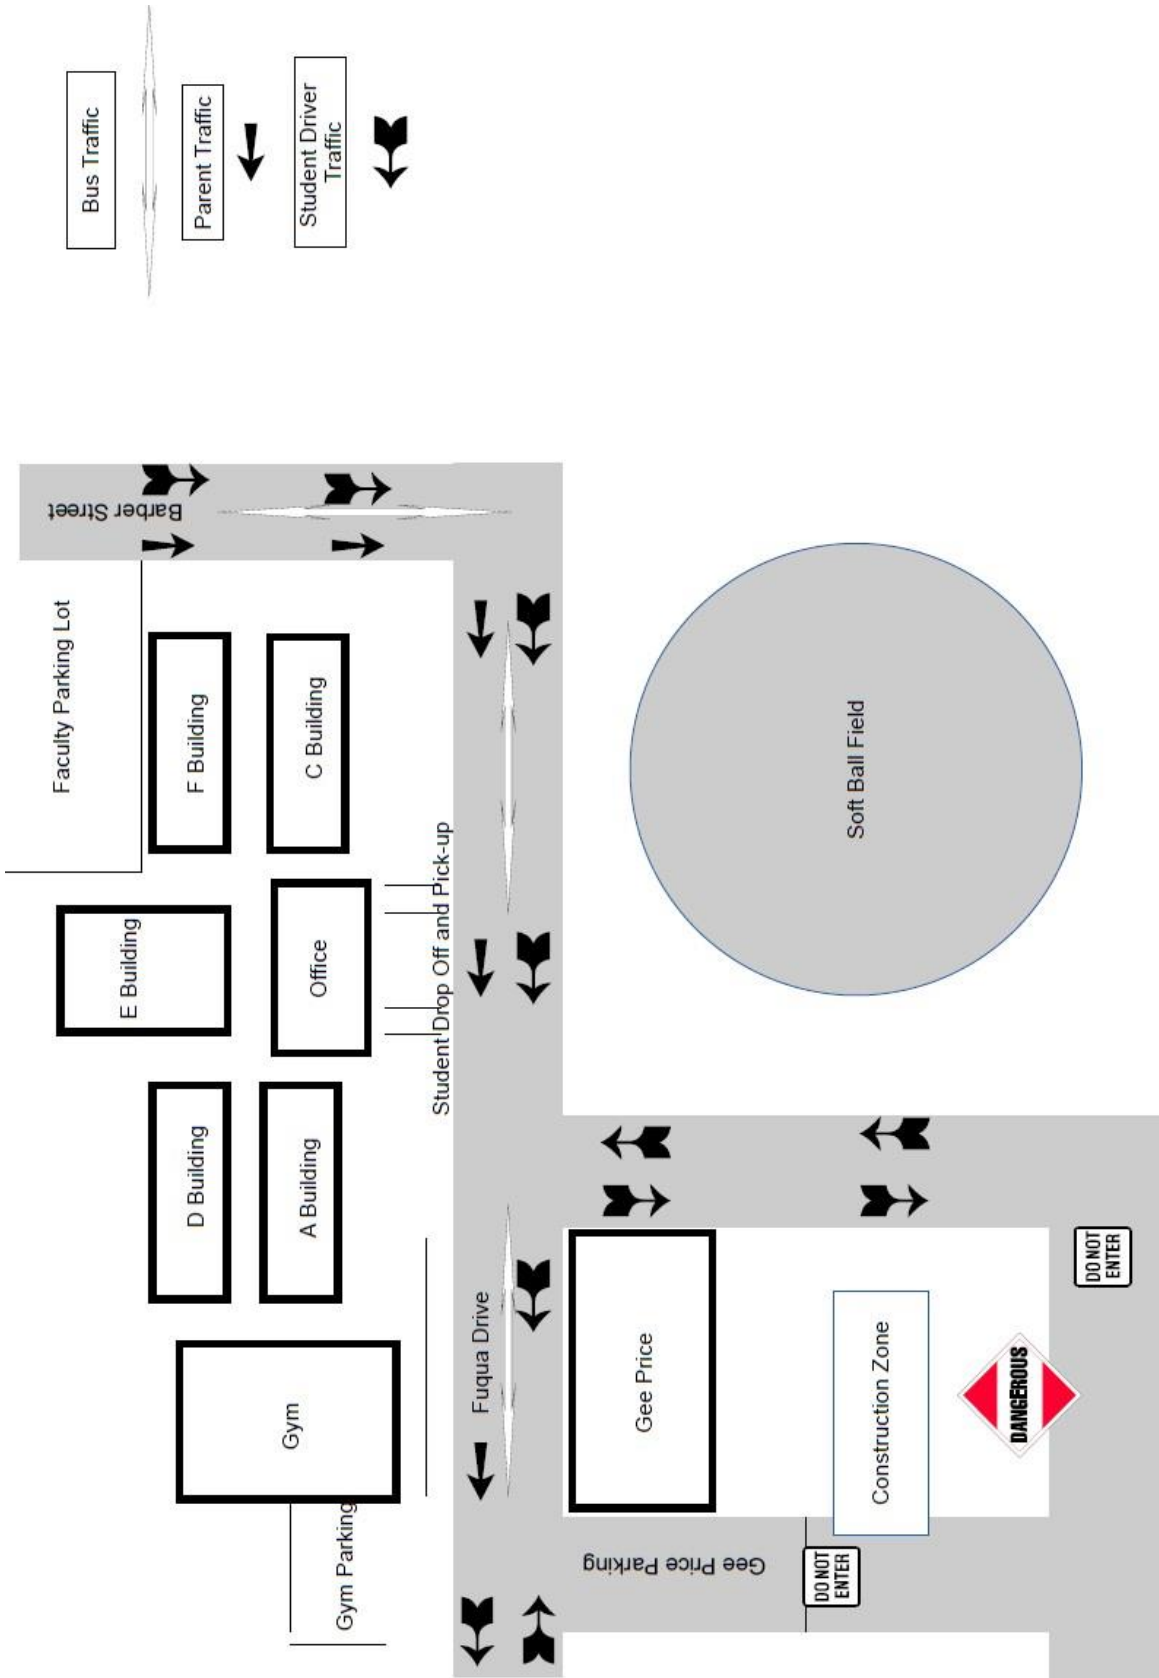 Bus Traffic
Parent Traffic
Student Driver
Traffic
Barber Street
Faculty Parking Lot
F Building
C Building
E Building
Office
Student Drop Off and Pick-up
D Building
A Building
Gym
Gym Parking
Fuqua Drive
Soft Ball Field
Gee Price
Gee Price Parking
Construction Zone
DO NOT
ENTER
DANGEROUS
DO NOT
ENTER